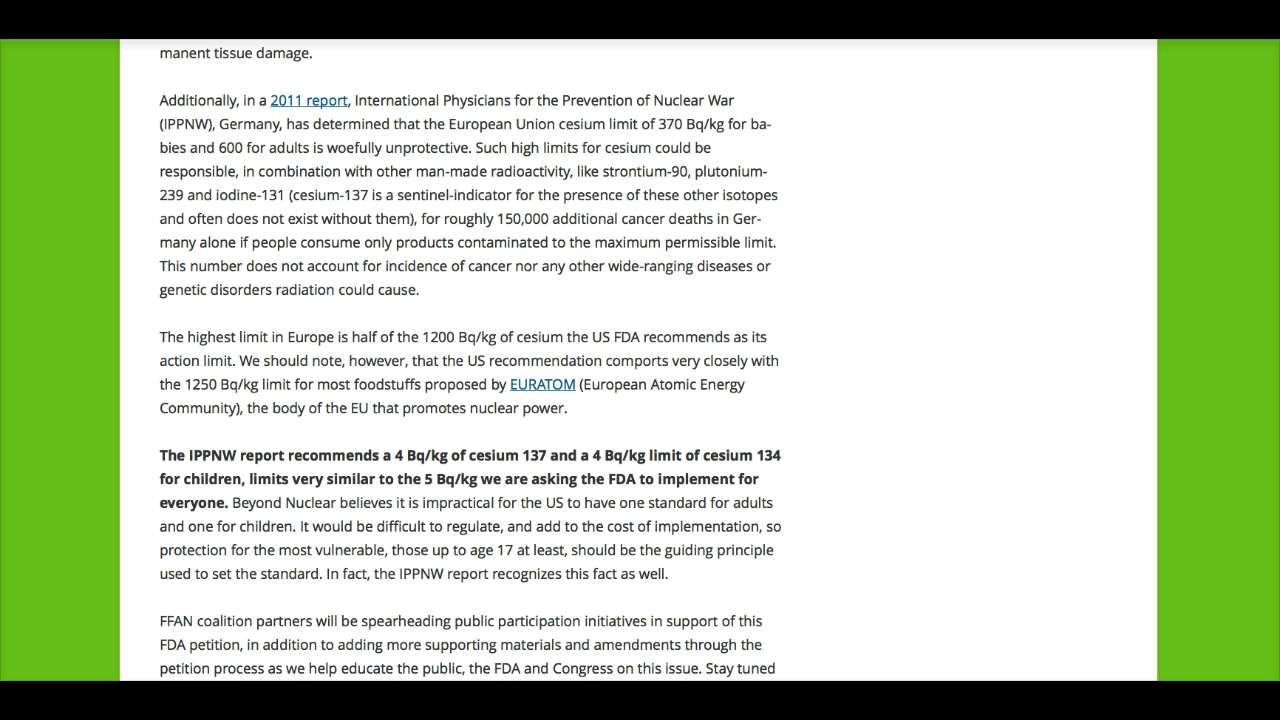 manent tissue damage.
Additionally, in a 2011 report, International Physicians for the Prevention of Nuclear War
(IPPNW), Germany, has determined that the European Union cesium limit of 370 Bq/kg for ba-
bies and 600 for adults is woefully unprotective. Such high limits for cesium could be
responsible, in combination with other man-made radioactivity, like strontium-90, plutonium-
239 and iodine-131 (cesium-137 is a sentinel-indicator for the presence of these other isotopes
and often does not exist without them), for roughly 150,000 additional cancer deaths in Ger-
many alone if people consume only products contaminated to the maximum permissible limit.
This number does not account for incidence of cancer nor any other wide-ranging diseases or
genetic disorders radiation could cause.
The highest limit in Europe is half of the 1200 Bq/kg of cesium the US FDA recommends as its
action limit. We should note, however, that the US recommendation comports very closely with
the 1250 Bq/kg limit for most foodstuffs proposed by EURATOM (European Atomic Energy
Community), the body of the EU that promotes nuclear power.
The IPPNW report recommends a 4 Bq/kg of cesium 137 and a 4 Bq/kg limit of cesium 134
for children, limits very similar to the 5 Bq/kg we are asking the FDA to implement for
everyone. Beyond Nuclear believes it is impractical for the US to have one standard for adults
and one for children. It would be difficult to regulate, and add to the cost of implementation, so
protection for the most vulnerable, those up to age 17 at least, should be the guiding principle
used to set the standard. In fact, the IPPNW report recognizes this fact as well.
FFAN coalition partners will be spearheading public participation initiatives in support of this
FDA petition, in addition to adding more supporting materials and amendments through the
petition process as we help educate the public, the FDA and Congress on this issue. Stay tuned